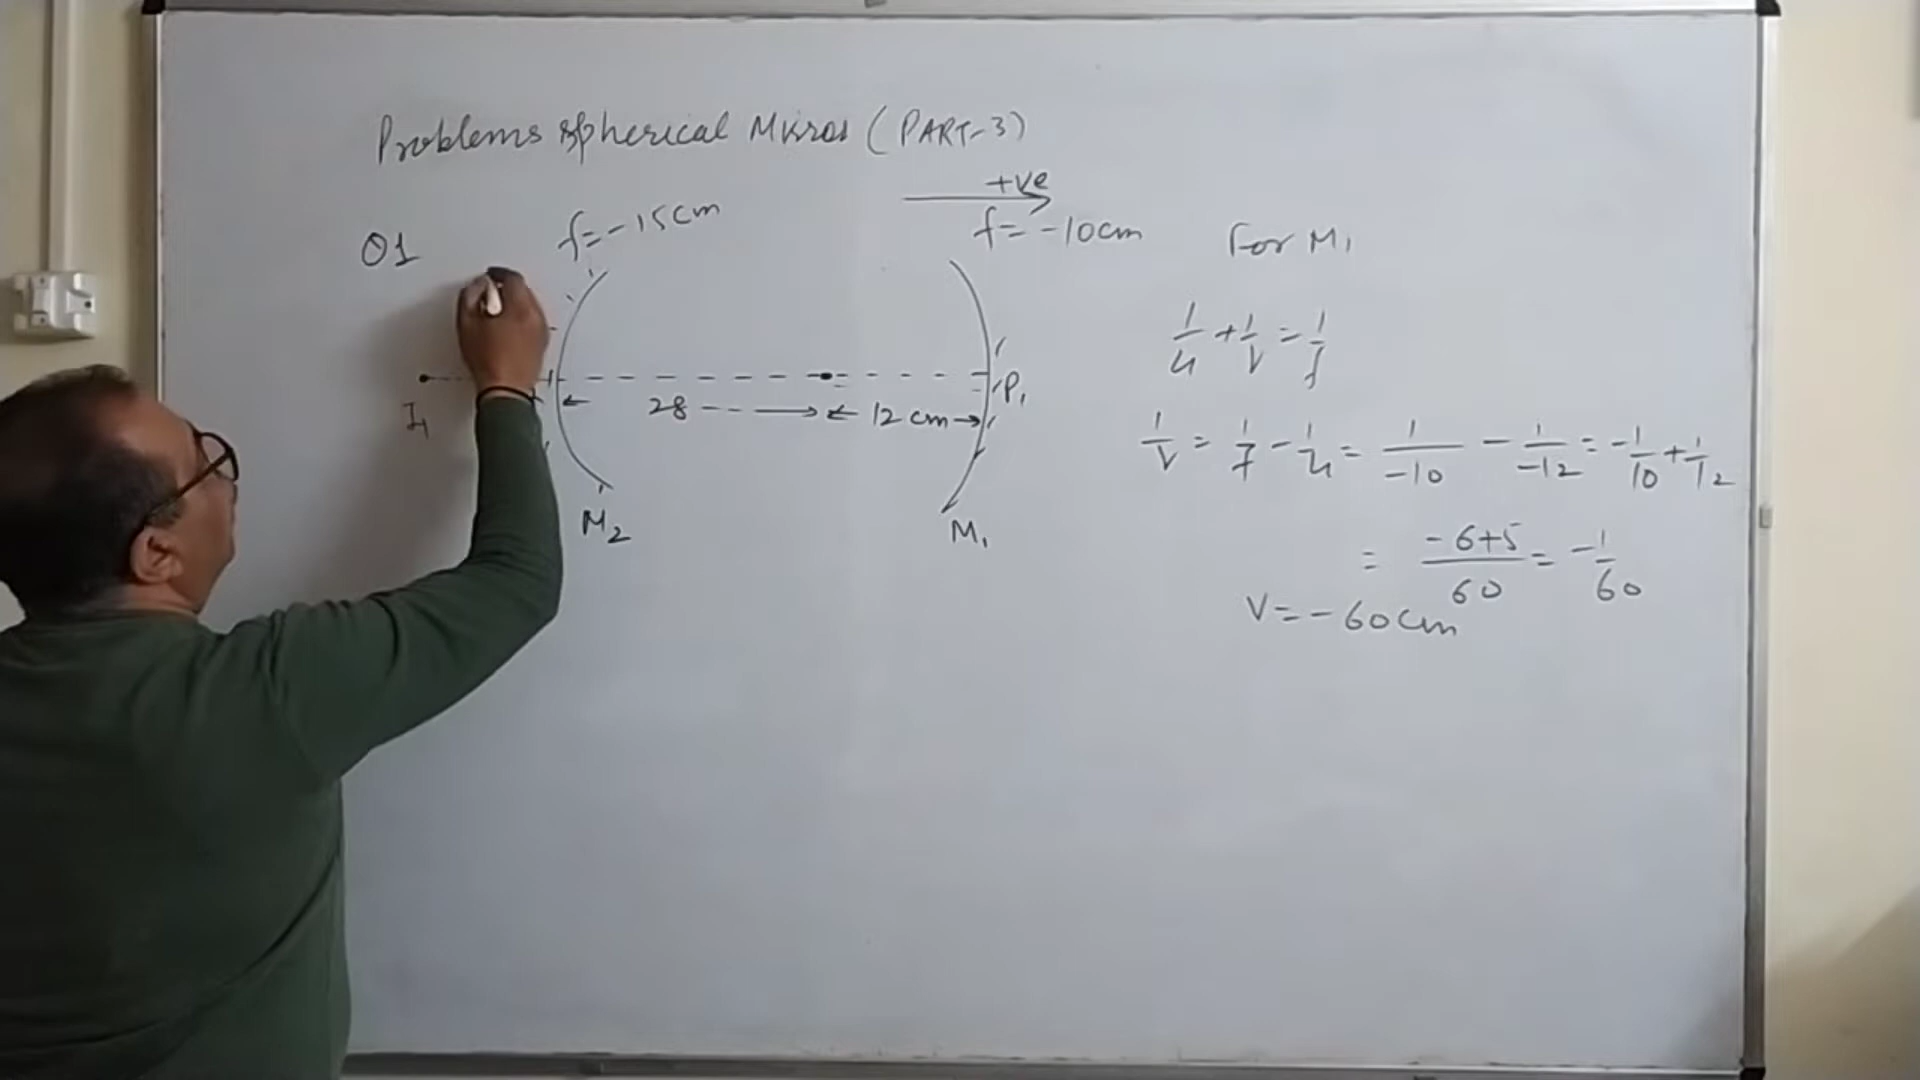 Problems spherical Mirror (PART-3)
+ve
f=-15cm
f=-10cm
For M₁
Q1
1/u + 1/v = 1/f
I₁
28 --- 12 cm
P₁
1/v = 1/f - 1/u = 1/-10 - 1/-12 = -1/10 + 1/12
M₂
M₁
= -6+5/60 = -1/60
V=-60cm